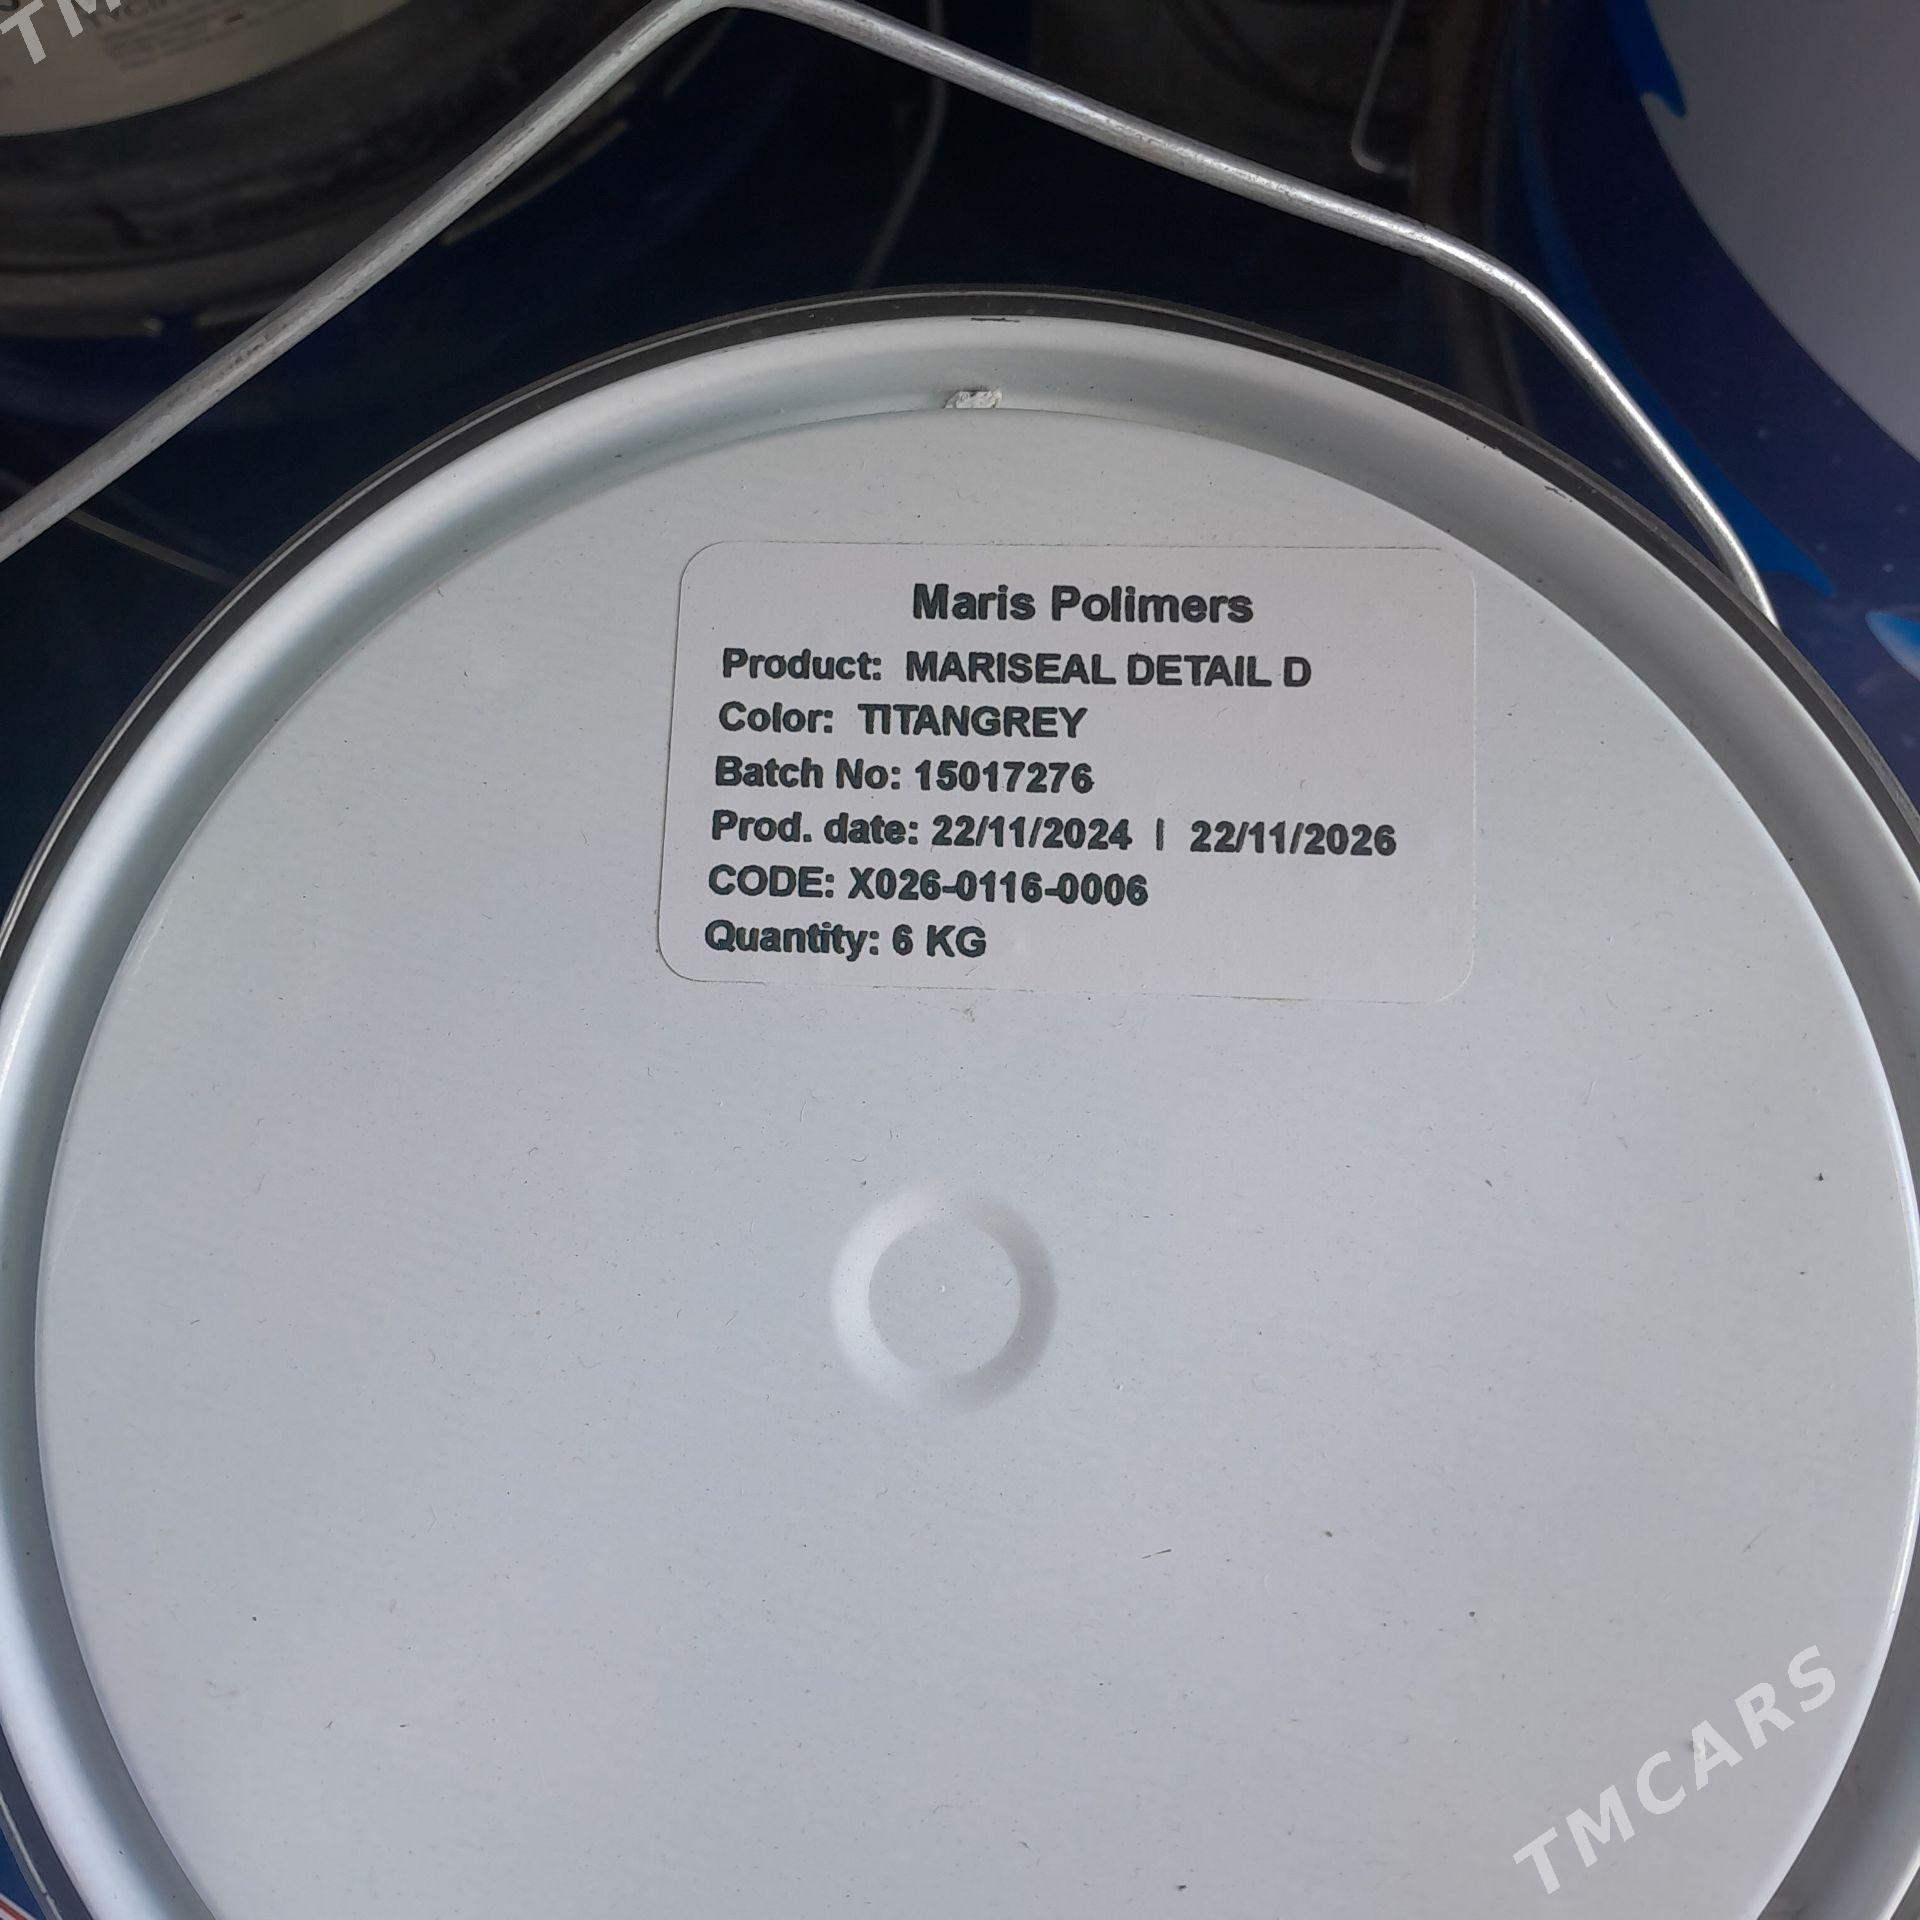 TM
Maris Polimers
Product: MARISEAL DETAIL D
Color: TITANGREY
Batch No: 15017276
Prod. date: 22/11/2024 | 22/11/2026
CODE: X026-0116-0006
Quantity: 6 KG
TMCARS